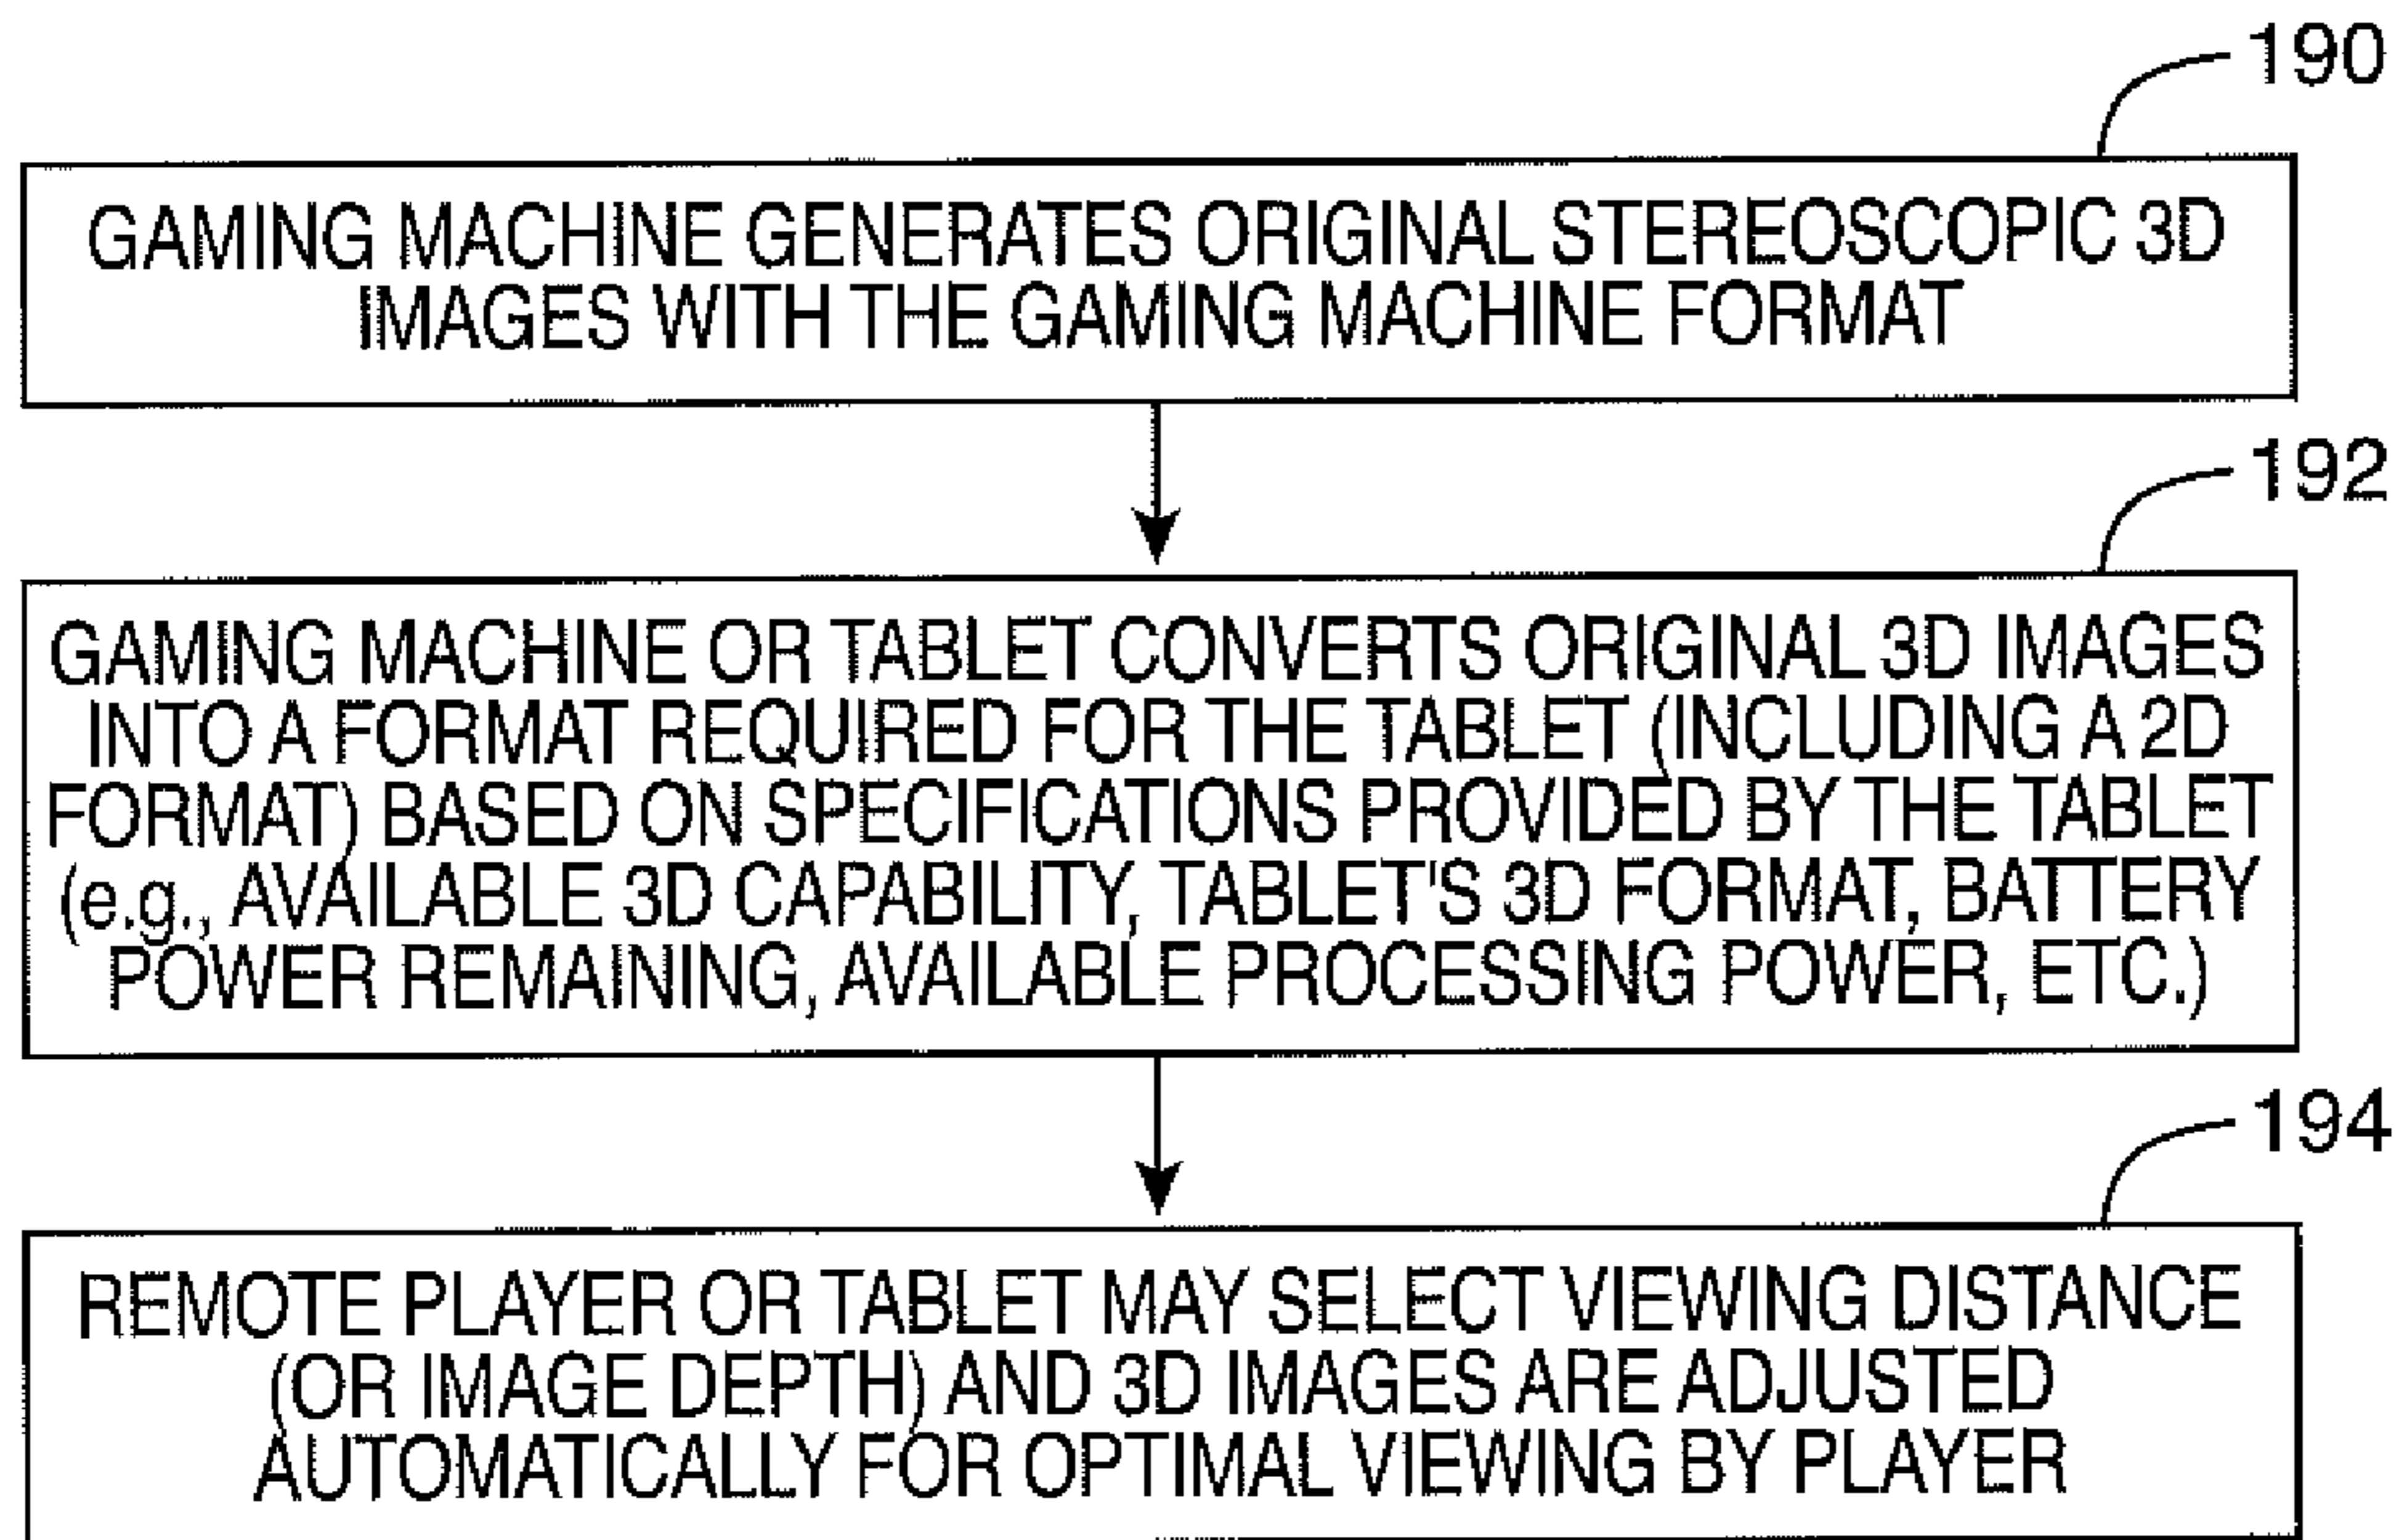 190
GAMING MACHINE GENERATES ORIGINAL STEREOSCOPIC 3D
IMAGES WITH THE GAMING MACHINE FORMAT
192
GAMING MACHINE OR TABLET CONVERTS ORIGINAL 3D IMAGES
INTO A FORMAT REQUIRED FOR THE TABLET (INCLUDING A 2D
FORMAT) BASED ON SPECIFICATIONS PROVIDED BY THE TABLET
(e.g., AVAILABLE 3D CAPABILITY, TABLET'S 3D FORMAT, BATTERY
POWER REMAINING, AVAILABLE PROCESSING POWER, ETC.)
194
REMOTE PLAYER OR TABLET MAY SELECT VIEWING DISTANCE
(OR IMAGE DEPTH) AND 3D IMAGES ARE ADJUSTED
AUTOMATICALLY FOR OPTIMAL VIEWING BY PLAYER